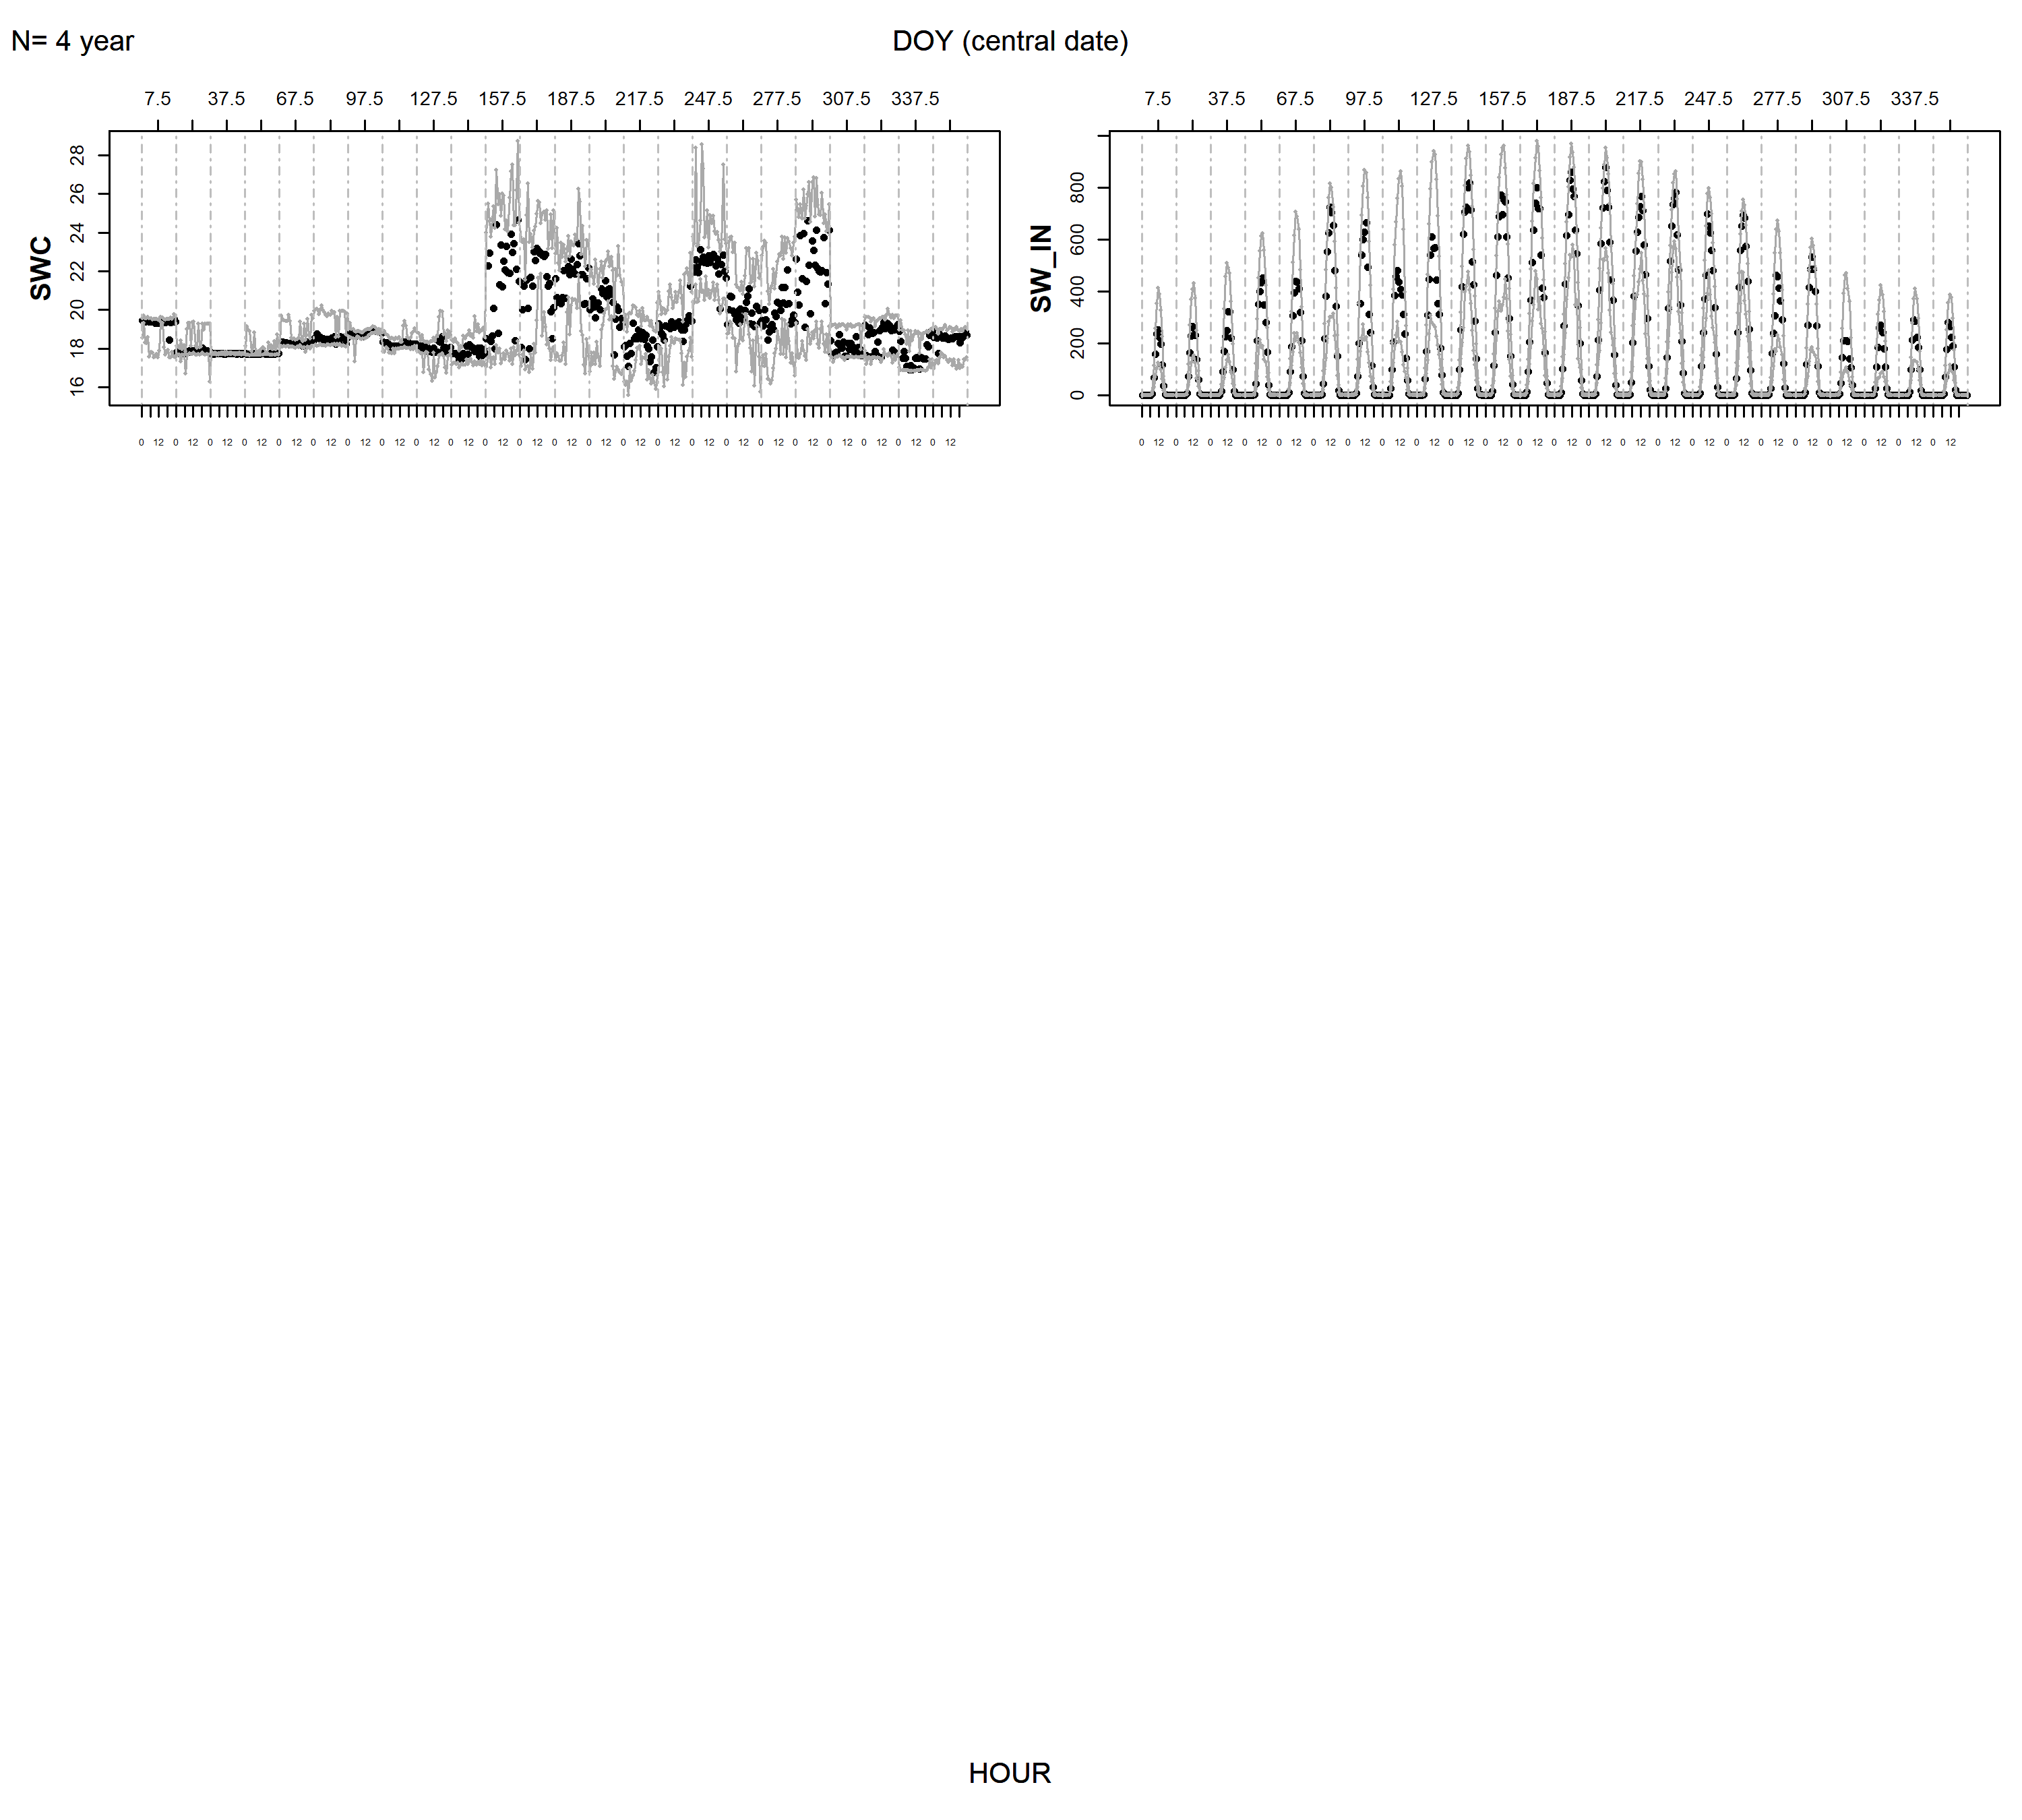 N= 4 year
DOY (central date)
7.5 37.5 67.5 97.5 127.5 157.5 187.5 217.5 247.5 277.5 307.5 337.5
SWC
28
26
24
22
20
18
16
0 12 0 12 0 12 0 12 0 12 0 12 0 12 0 12 0 12 0 12 0 12 0 12 0 12 0 12 0 12 0 12 0 12 0 12 0 12 0 12 0 12 0 12 0 12 0 12
7.5 37.5 67.5 97.5 127.5 157.5 187.5 217.5 247.5 277.5 307.5 337.5
SW_IN
800
600
400
200
0
0 12 0 12 0 12 0 12 0 12 0 12 0 12 0 12 0 12 0 12 0 12 0 12 0 12 0 12 0 12 0 12 0 12 0 12 0 12 0 12 0 12 0 12 0 12 0 12
HOUR